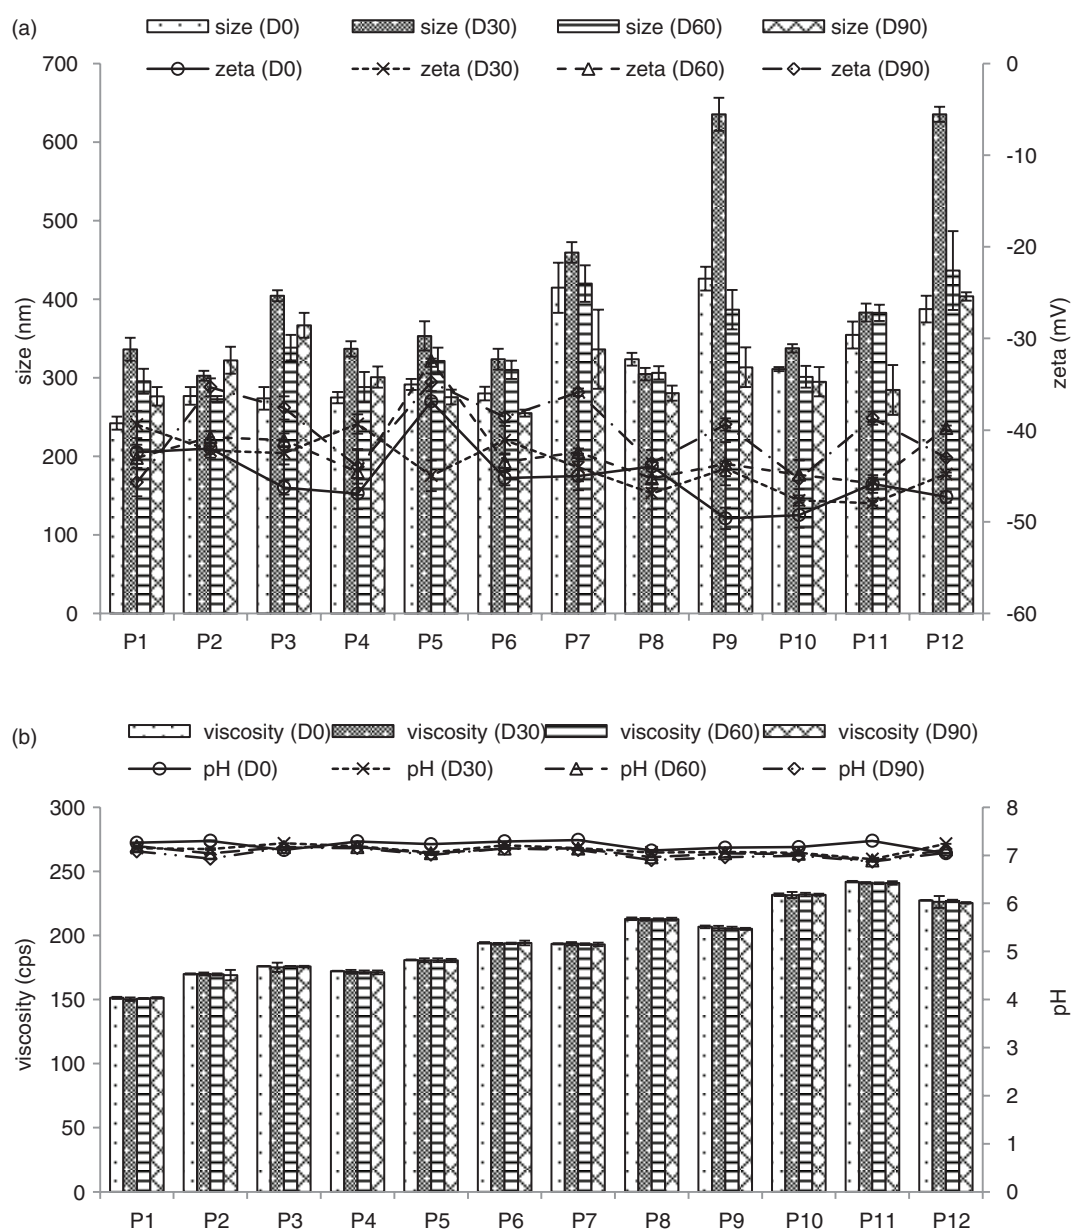 (a)
size (D0) size (D30) size (D60) size (D90)
zeta (D0) zeta (D30) zeta (D60) zeta (D90)
700
600
500
400
300
200
100
0
size (nm)
0
-10
-20
-30
-40
-50
-60
zeta (mV)
P1 P2 P3 P4 P5 P6 P7 P8 P9 P10 P11 P12
(b)
viscosity (D0) viscosity (D30) viscosity (D60) viscosity (D90)
pH (D0) pH (D30) pH (D60) pH (D90)
300
250
200
150
100
50
0
viscosity (cps)
8
7
6
5
4
3
2
1
0
pH
P1 P2 P3 P4 P5 P6 P7 P8 P9 P10 P11 P12